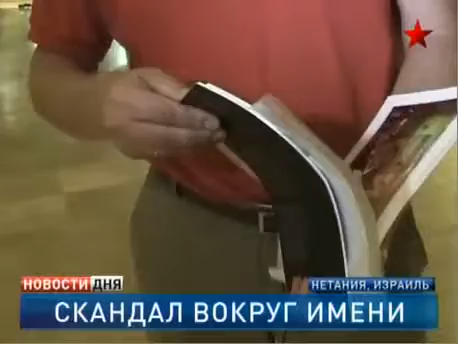 НОВОСТИ ДНЯ
НЕТАНИЯ, ИЗРАИЛЬ
СКАНДАЛ ВОКРУГ ИМЕНИ